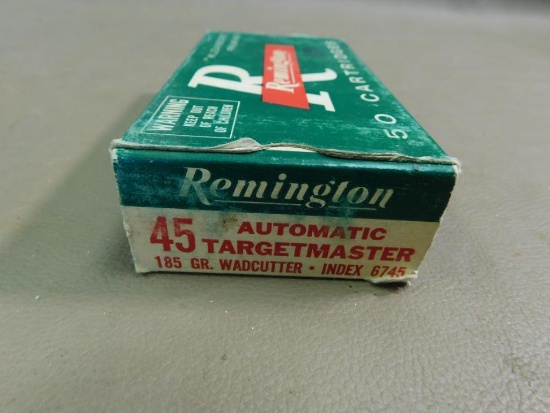 R
Remington
50 CARTRIDGES
WARNING
KEEP OUT
OF REACH
OF CHILDREN
Remington
45 AUTOMATIC
TARGETMASTER
185 GR. WADCUTTER • INDEX 6745